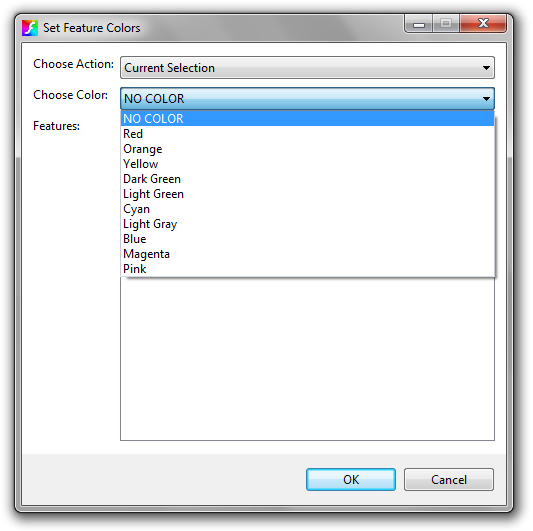 Set Feature Colors
Choose Action: Current Selection
Choose Color: NO COLOR
Features: NO COLOR
Red
Orange
Yellow
Dark Green
Light Green
Cyan
Light Gray
Blue
Magenta
Pink
OK Cancel